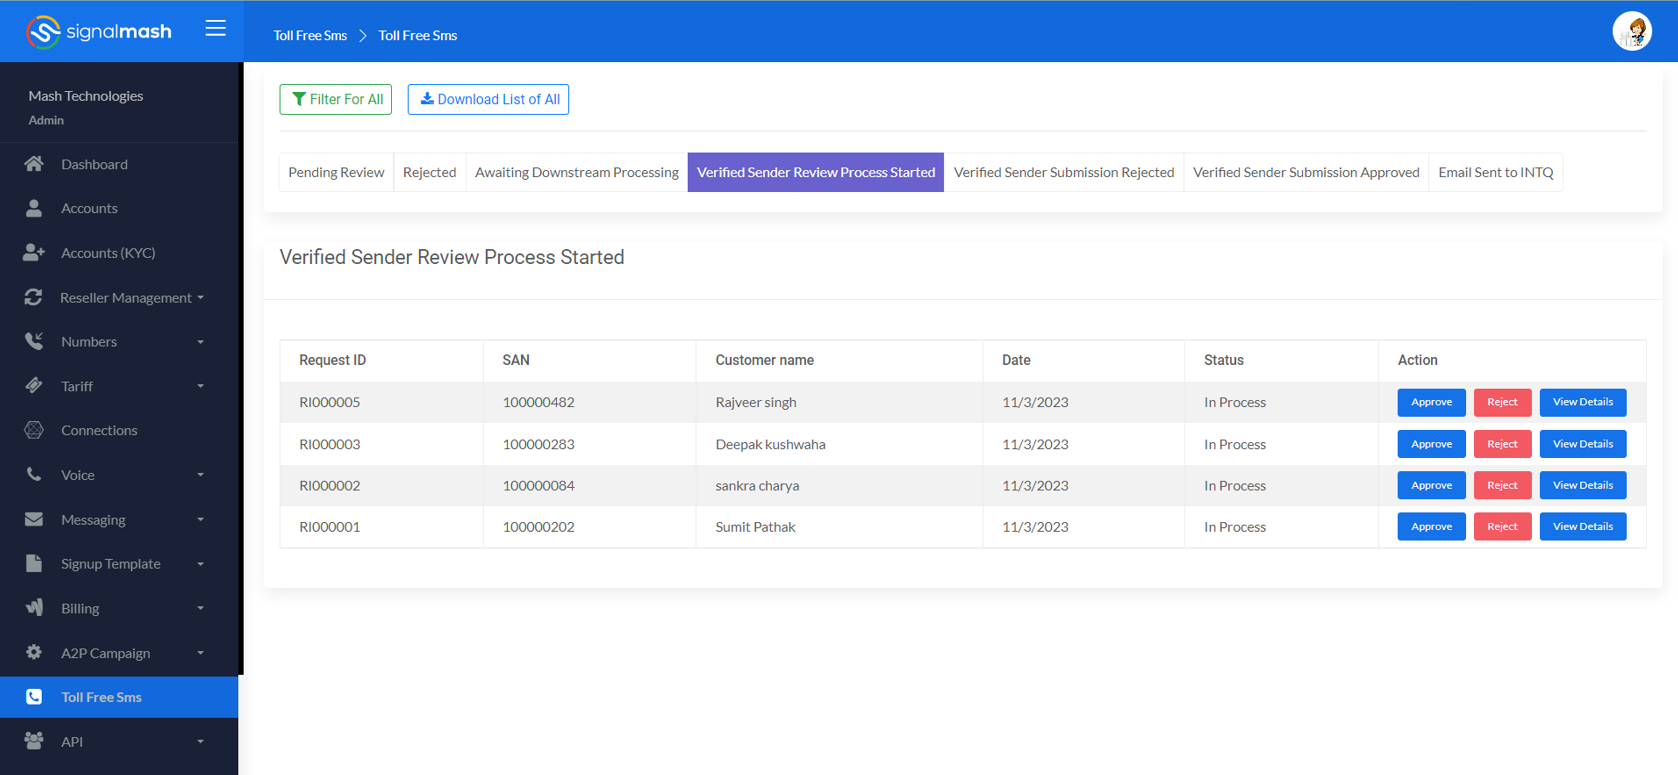 signalmash
Toll Free Sms > Toll Free Sms
Mash Technologies
Admin
Dashboard
Accounts
Accounts (KYC)
Reseller Management
Numbers
Tariff
Connections
Voice
Messaging
Signup Template
Billing
A2P Campaign
Toll Free Sms
API
Filter For All Download List of All
Pending Review Rejected Awaiting Downstream Processing Verified Sender Review Process Started Verified Sender Submission Rejected Verified Sender Submission Approved Email Sent to INTQ
Verified Sender Review Process Started
Request ID SAN Customer name Date Status Action
RI000005 100000482 Rajveer singh 11/3/2023 In Process Approve Reject View Details
RI000003 100000283 Deepak kushwaha 11/3/2023 In Process Approve Reject View Details
RI000002 100000084 sankra charya 11/3/2023 In Process Approve Reject View Details
RI000001 100000202 Sumit Pathak 11/3/2023 In Process Approve Reject View Details